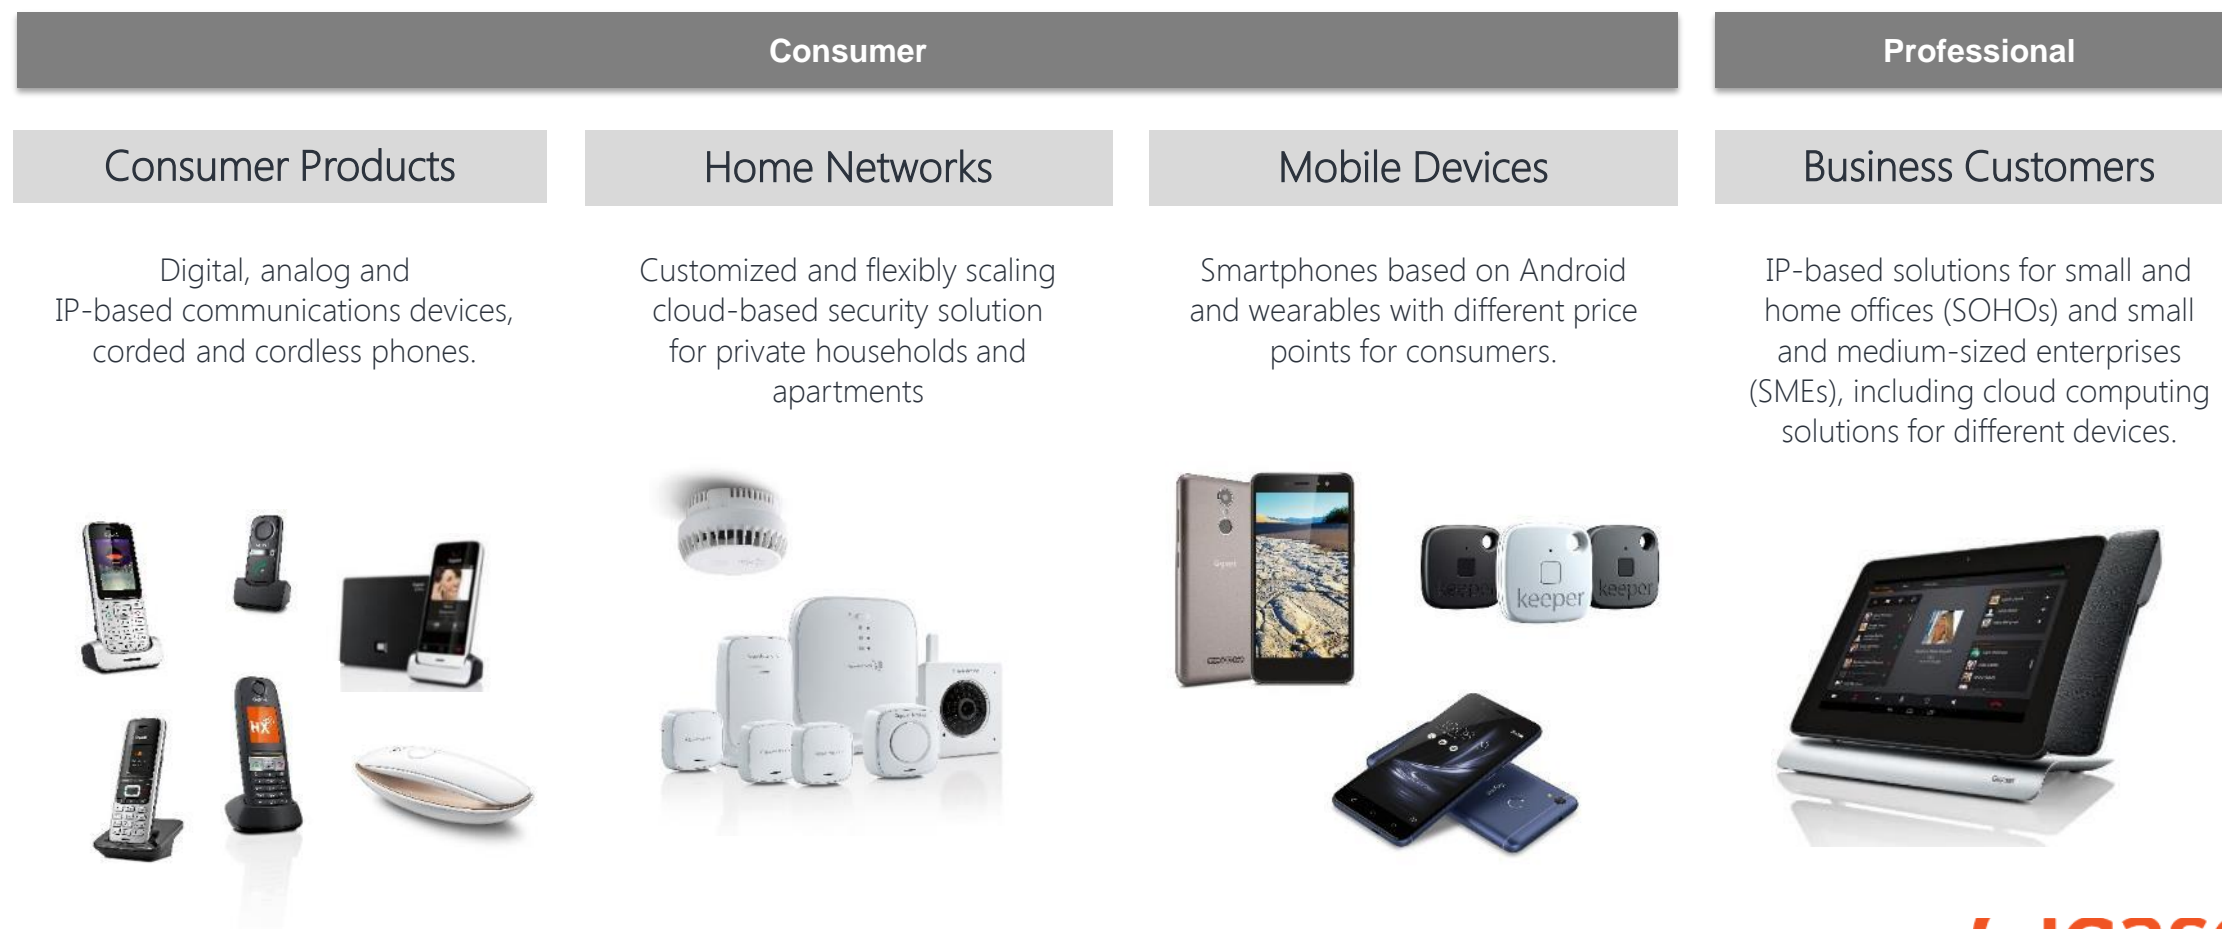 Consumer
Professional
Consumer Products
Home Networks
Mobile Devices
Business Customers
Digital, analog and
IP-based communications devices,
corded and cordless phones.
Customized and flexibly scaling
cloud-based security solution
for private households and
apartments
Smartphones based on Android
and wearables with different price
points for consumers.
IP-based solutions for small and
home offices (SOHOs) and small
and medium-sized enterprises
(SMEs), including cloud computing
solutions for different devices.
HX
keeper
keeper
keeper
Gigaset